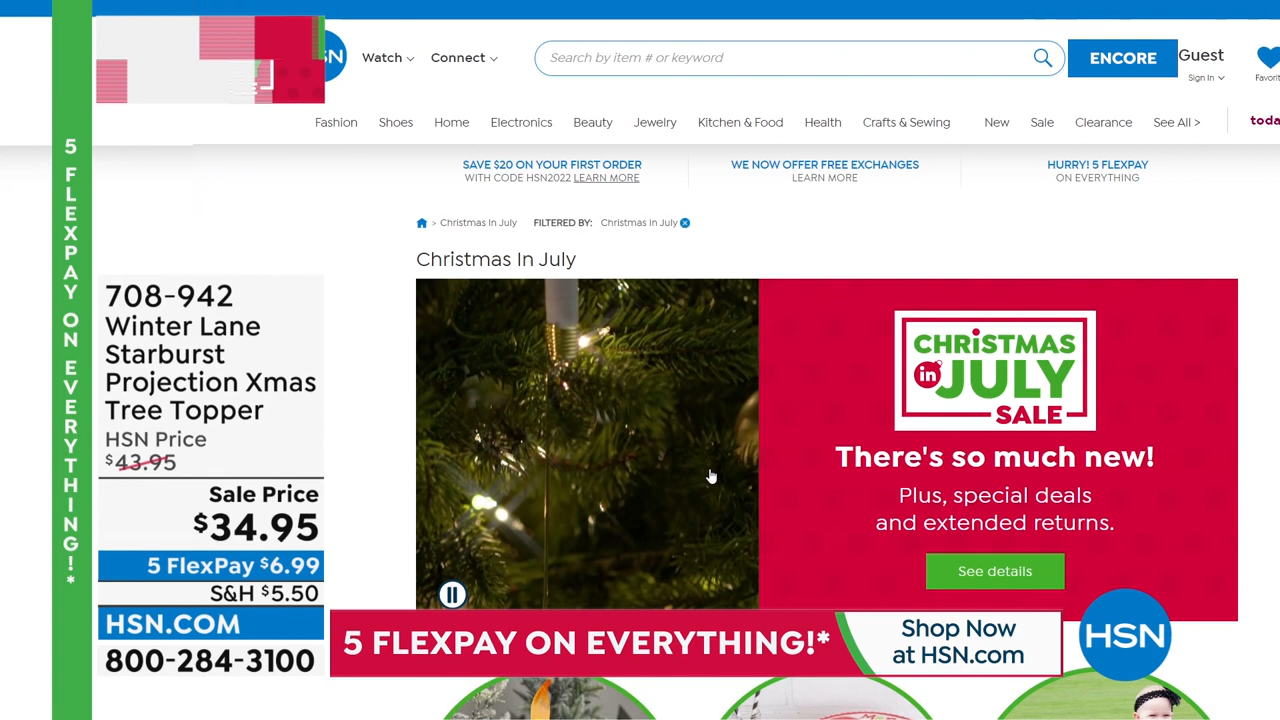 5 FLEXPAY ON EVERYTHING!*
Watch
Connect
Search by item # or keyword
ENCORE
Guest
Sign In
Fashion
Shoes
Home
Electronics
Beauty
Jewelry
Kitchen & Food
Health
Crafts & Sewing
New
Sale
Clearance
See All >
SAVE $20 ON YOUR FIRST ORDER
WITH CODE HSN2022 LEARN MORE
WE NOW OFFER FREE EXCHANGES
LEARN MORE
HURRY! 5 FLEXPAY
ON EVERYTHING
> Christmas In July
FILTERED BY:
Christmas In July
Christmas In July
708-942
Winter Lane
Starburst
Projection Xmas
Tree Topper
HSN Price
$43.95
Sale Price
$34.95
5 FlexPay $6.99
S&H $5.50
HSN.COM
800-284-3100
CHRiSTMAS
in JULY
SALE
There's so much new!
Plus, special deals
and extended returns.
See details
5 FLEXPAY ON EVERYTHING!*
Shop Now
at HSN.com
HSN